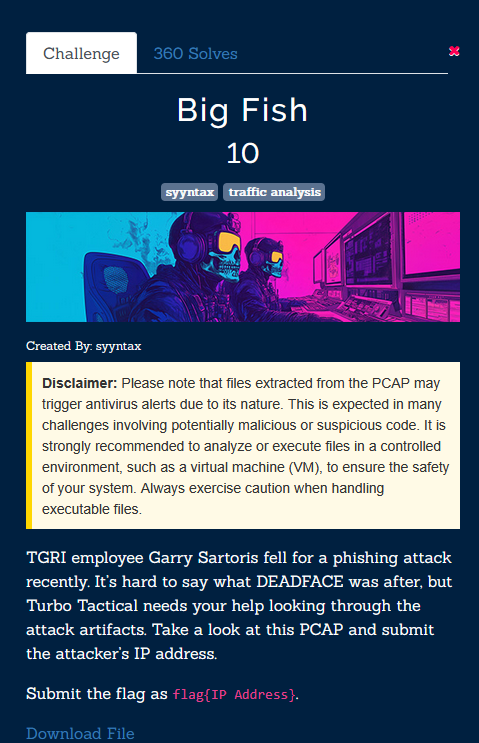 Challenge
360 Solves
Big Fish
10
syyntax
traffic analysis
Created By: syyntax
Disclaimer: Please note that files extracted from the PCAP may
trigger antivirus alerts due to its nature. This is expected in many
challenges involving potentially malicious or suspicious code. It is
strongly recommended to analyze or execute files in a controlled
environment, such as a virtual machine (VM), to ensure the safety
of your system. Always exercise caution when handling
executable files.
TGRI employee Garry Sartoris fell for a phishing attack
recently. It’s hard to say what DEADFACE was after, but
Turbo Tactical needs your help looking through the
attack artifacts. Take a look at this PCAP and submit
the attacker’s IP address.
Submit the flag as flag{IP Address}.
Download File